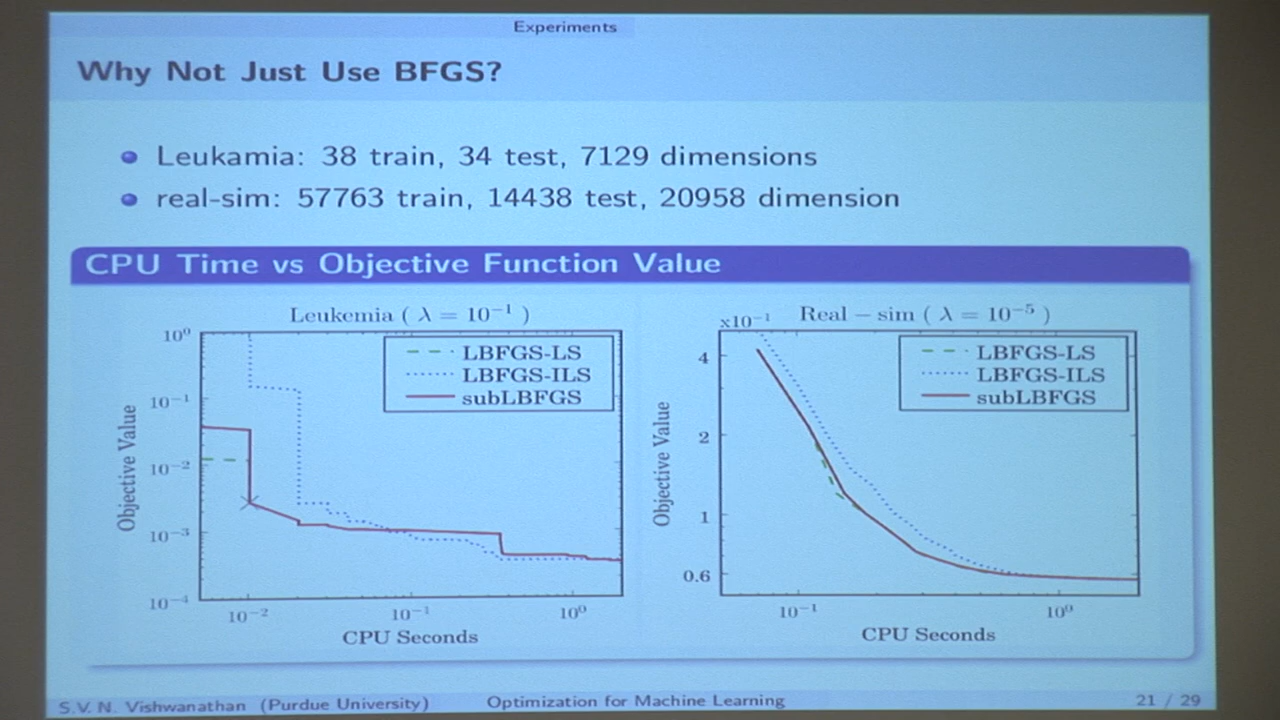 Experiments
Why Not Just Use BFGS?
Leukamia: 38 train, 34 test, 7129 dimensions
real-sim: 57763 train, 14438 test, 20958 dimension
CPU Time vs Objective Function Value
Leukemia ( λ = 10⁻¹ )
10⁰
10⁻¹
10⁻²
10⁻³
10⁻⁴
Objective Value
LBFGS-LS
LBFGS-ILS
subLBFGS
10⁻²
10⁻¹
10⁰
CPU Seconds
x10⁻¹
Real − sim ( λ = 10⁻⁵ )
4
2
1
0.6
Objective Value
LBFGS-LS
LBFGS-ILS
subLBFGS
10⁻¹
10⁰
CPU Seconds
S.V. N. Vishwanathan (Purdue University)
Optimization for Machine Learning
21 / 29